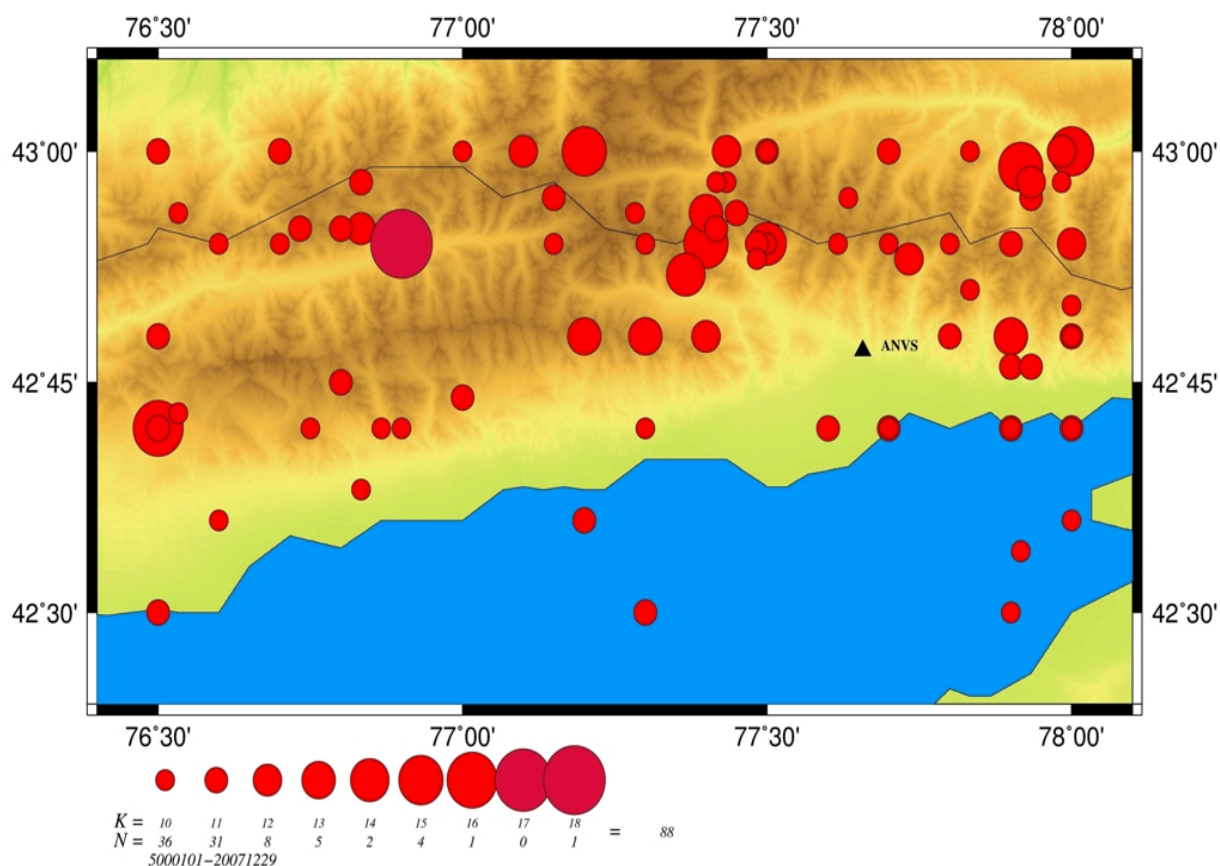 76°30' 77°00' 77°30' 78°00'
43°00' 43°00'
ANVS
42°45' 42°45'
42°30' 42°30'
76°30' 77°00' 77°30' 78°00'
K = 10 11 12 13 14 15 16 17 18
N = 36 31 8 5 2 4 1 0 1 = 88
5000101–20071229